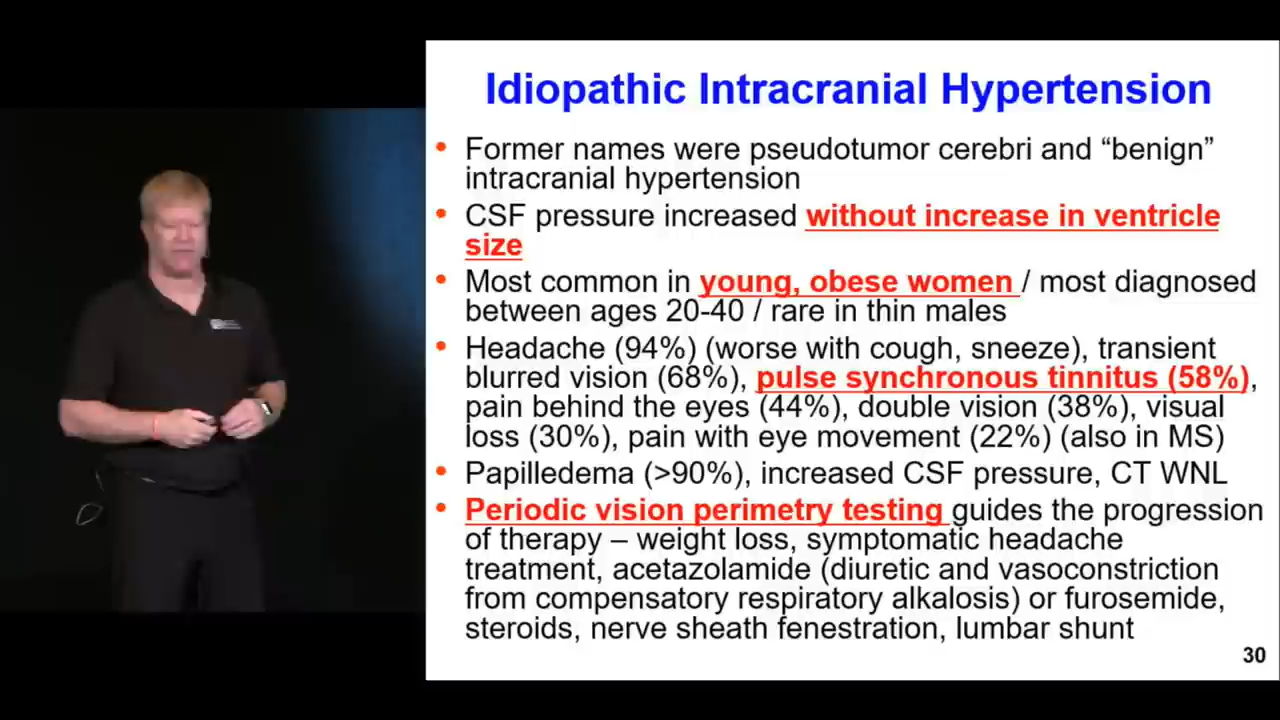 Idiopathic Intracranial Hypertension
• Former names were pseudotumor cerebri and “benign”
intracranial hypertension
• CSF pressure increased without increase in ventricle
size
• Most common in young, obese women / most diagnosed
between ages 20-40 / rare in thin males
• Headache (94%) (worse with cough, sneeze), transient
blurred vision (68%), pulse synchronous tinnitus (58%),
pain behind the eyes (44%), double vision (38%), visual
loss (30%), pain with eye movement (22%) (also in MS)
• Papilledema (>90%), increased CSF pressure, CT WNL
• Periodic vision perimetry testing guides the progression
of therapy – weight loss, symptomatic headache
treatment, acetazolamide (diuretic and vasoconstriction
from compensatory respiratory alkalosis) or furosemide,
steroids, nerve sheath fenestration, lumbar shunt
30